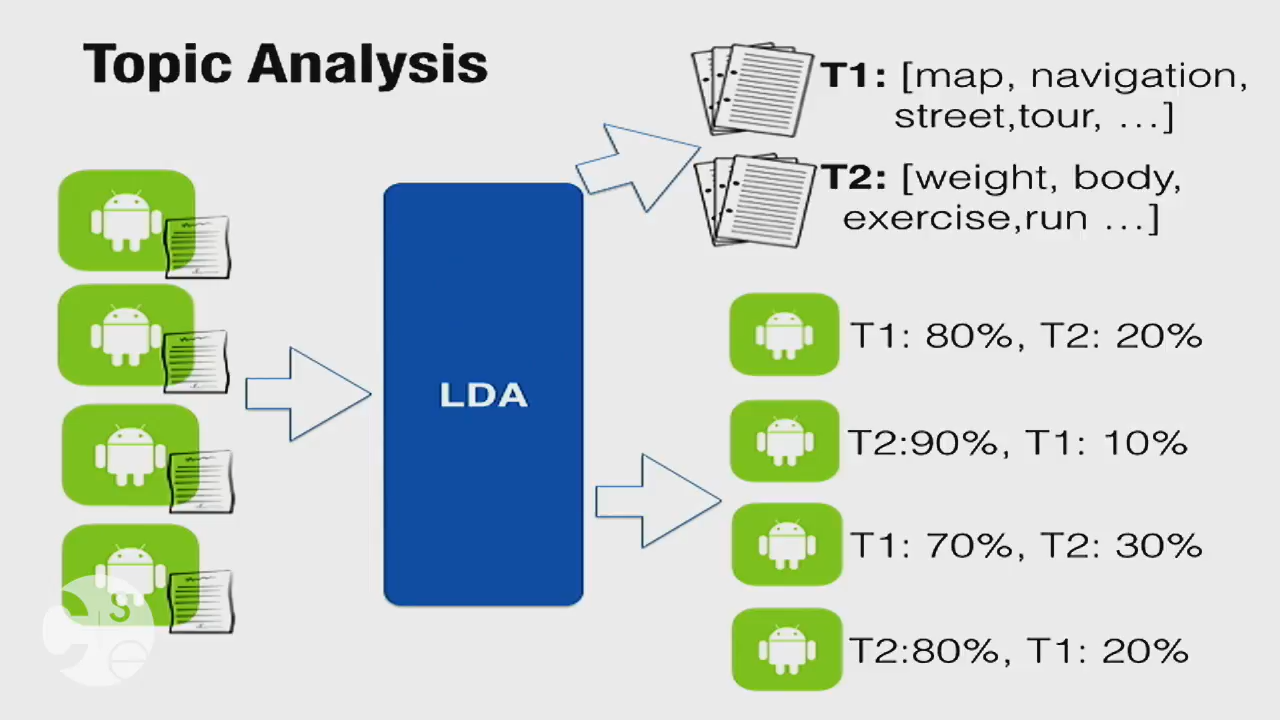 Topic Analysis
T1: [map, navigation,
street,tour, ...]
T2: [weight, body,
exercise,run ...]
LDA
T1: 80%, T2: 20%
T2:90%, T1: 10%
T1: 70%, T2: 30%
T2:80%, T1: 20%